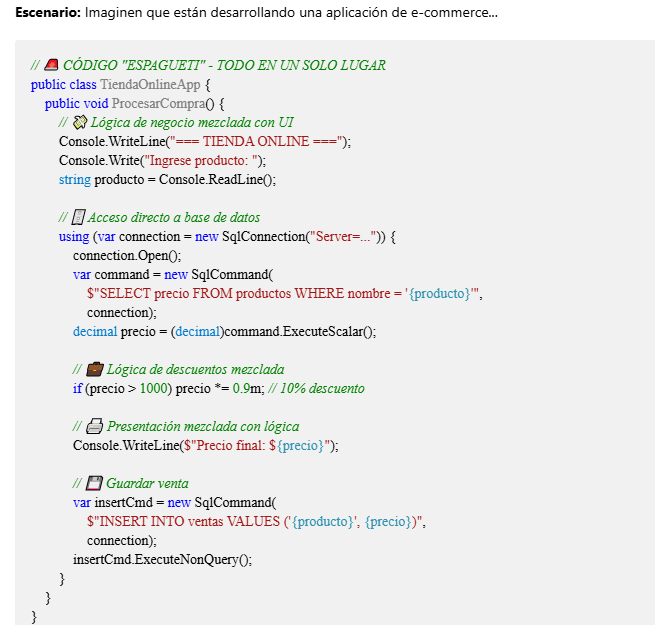 Escenario: Imaginen que están desarrollando una aplicación de e-commerce...
// 🚨 CÓDIGO "ESPAGUETI" - TODO EN UN SOLO LUGAR
public class TiendaOnlineApp {
public void ProcesarCompra() {
// 💸 Lógica de negocio mezclada con UI
Console.WriteLine("=== TIENDA ONLINE ===");
Console.Write("Ingrese producto: ");
string producto = Console.ReadLine();
// 🧾 Acceso directo a base de datos
using (var connection = new SqlConnection("Server=...")) {
connection.Open();
var command = new SqlCommand(
$"SELECT precio FROM productos WHERE nombre = '{producto}'",
connection);
decimal precio = (decimal)command.ExecuteScalar();
// 💼 Lógica de descuentos mezclada
if (precio > 1000) precio *= 0.9m; // 10% descuento
// 🖨️ Presentación mezclada con lógica
Console.WriteLine($"Precio final: ${precio}");
// 💾 Guardar venta
var insertCmd = new SqlCommand(
$"INSERT INTO ventas VALUES ('{producto}', {precio})",
connection);
insertCmd.ExecuteNonQuery();
}
}
}